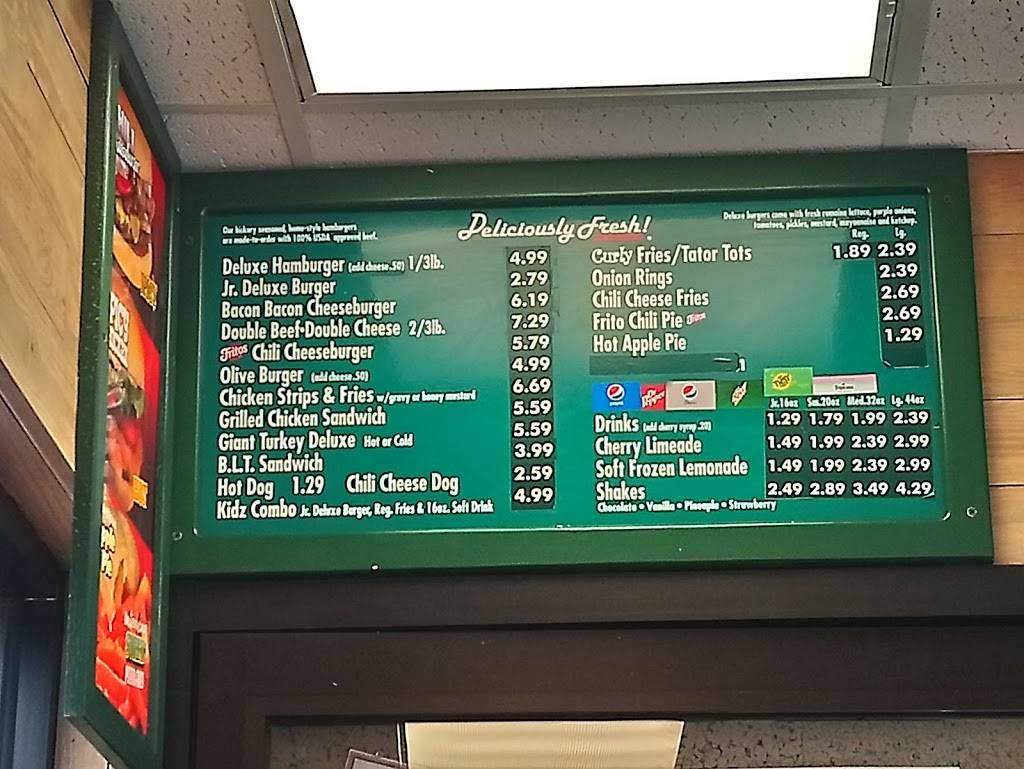 Our hickory seasoned, home-style hamburgers
are made-to-order with 100% USDA approved beef.
Deliciously Fresh!
Deluxe burgers come with fresh romaine lettuce, purple onions,
tomatoes, pickles, mustard, mayonnaise and ketchup.
Deluxe Hamburger (add cheese .50) 1/3lb. 4.99
Jr. Deluxe Burger 2.79
Bacon Bacon Cheeseburger 6.19
Double Beef•Double Cheese 2/3lb. 7.29
Fritos Chili Cheeseburger 5.79
Olive Burger (add cheese .50) 4.99
Chicken Strips & Fries w/gravy or honey mustard 6.69
Grilled Chicken Sandwich 5.59
Giant Turkey Deluxe Hot or Cold 5.59
B.L.T. Sandwich 3.99
Hot Dog 1.29 Chili Cheese Dog 2.59
Kidz Combo Jr. Deluxe Burger, Reg. Fries & 16oz. Soft Drink 4.99
Reg. Lg.
Curly Fries/Tator Tots 1.89 2.39
Onion Rings 2.39
Chili Cheese Fries 2.69
Frito Chili Pie Fritos 2.69
Hot Apple Pie 1.29
pepsi Dr Pepper
Jr.16oz Sm.20oz Med.32oz Lg.44oz
Drinks (add cherry syrup .20) 1.29 1.79 1.99 2.39
Cherry Limeade 1.49 1.99 2.39 2.99
Soft Frozen Lemonade 1.49 1.99 2.39 2.99
Shakes 2.49 2.89 3.49 4.29
Chocolate • Vanilla • Pineaple • Strawberry